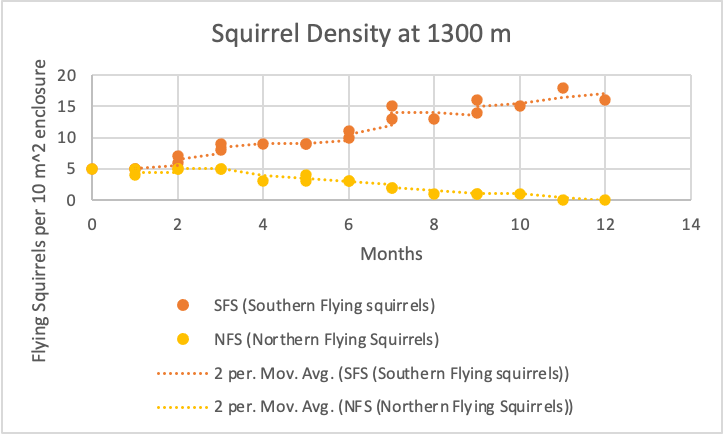 Squirrel Density at 1300 m
Flying Squirrels per 10 m^2 enclosure
20
15
10
5
0
0 2 4 6 8 10 12 14
Months
SFS (Southern Flying squirrels)
NFS (Northern Flying Squirrels)
2 per. Mov. Avg. (SFS (Southern Flying squirrels))
2 per. Mov. Avg. (NFS (Northern Flying Squirrels))